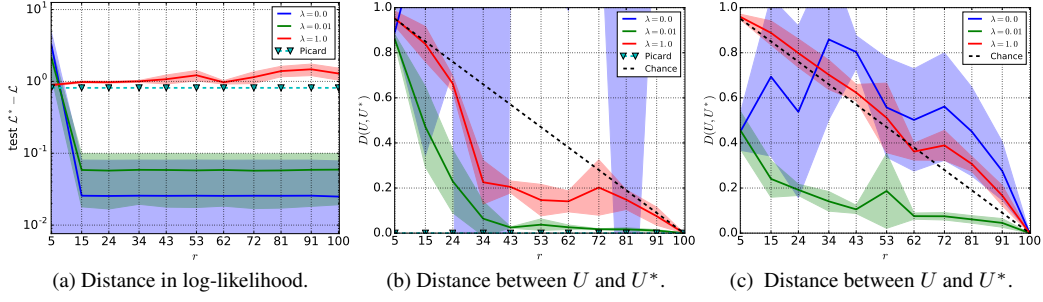 10^1
10^0
10^-1
10^-2
test L* − L
5 15 24 34 43 53 62 72 81 91 100
r
λ = 0.0
λ = 0.01
λ = 1.0
Picard
(a) Distance in log-likelihood.
1.0
0.8
0.6
0.4
0.2
0.0
D(U, U*)
5 15 24 34 43 53 62 72 81 91 100
r
λ = 0.0
λ = 0.01
λ = 1.0
Picard
Chance
(b) Distance between U and U*.
1.0
0.8
0.6
0.4
0.2
0.0
D(U, U*)
5 15 24 34 43 53 62 72 81 91 100
r
λ = 0.0
λ = 0.01
λ = 1.0
Chance
(c) Distance between U and U*.